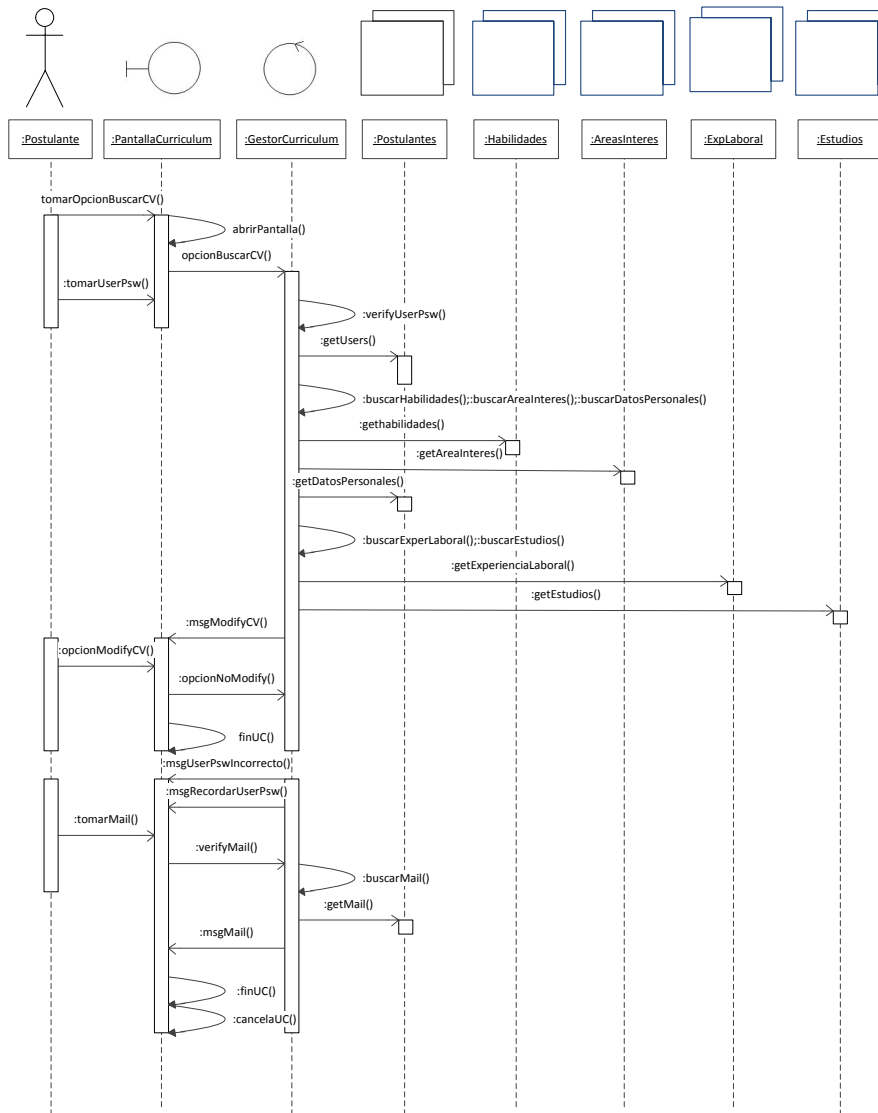 :Postulante
:PantallaCurriculum
:GestorCurriculum
:Postulantes
:Habilidades
:AreasInteres
:ExpLaboral
:Estudios
tomarOpcionBuscarCV()
abrirPantalla()
opcionBuscarCV()
:tomarUserPsw()
:verifyUserPsw()
:getUsers()
:buscarHabilidades();:buscarAreaInteres();:buscarDatosPersonales()
:gethabilidades()
:getAreaInteres()
:getDatosPersonales()
:buscarExperLaboral();:buscarEstudios()
:getExperienciaLaboral()
:getEstudios()
:msgModifyCV()
:opcionModifyCV()
:opcionNoModify()
finUC()
:msgUserPswIncorrecto()
:msgRecordarUserPsw()
:tomarMail()
:verifyMail()
:buscarMail()
:getMail()
:msgMail()
:finUC()
:cancelaUC()